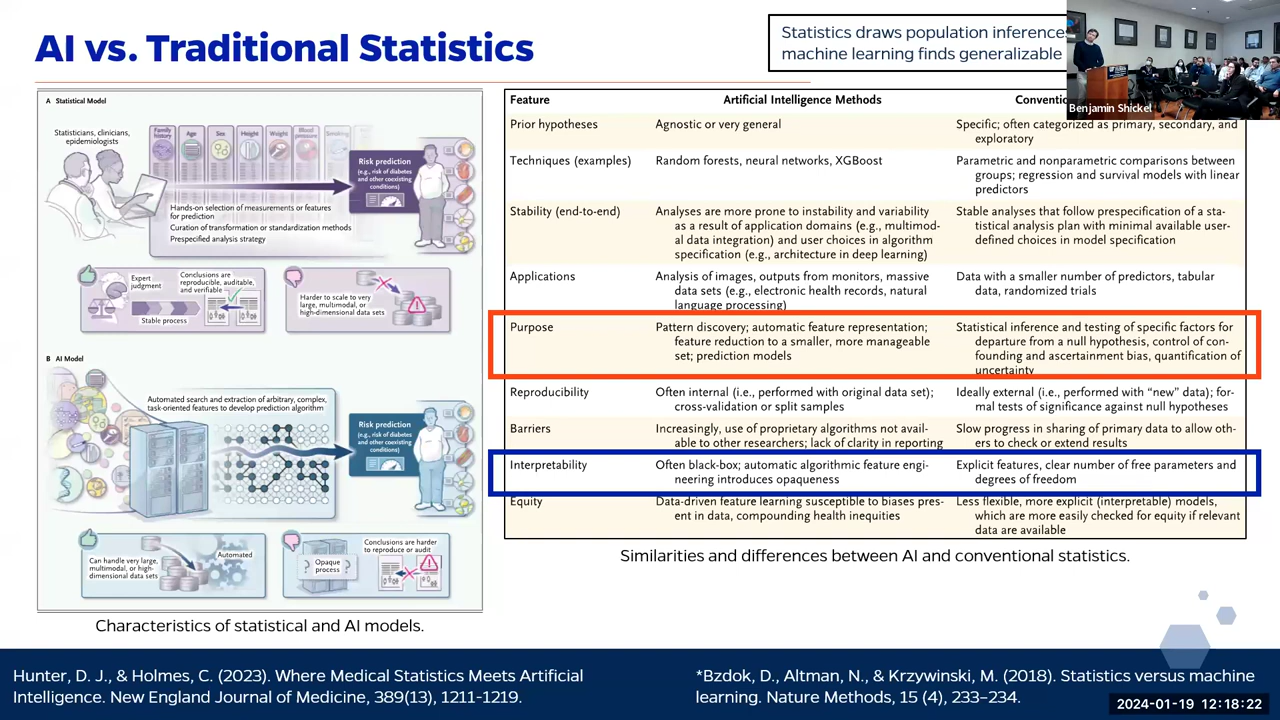 AI vs. Traditional Statistics
Statistics draws population inference
machine learning finds generalizable
Benjamin Shickel
A Statistical Model
Statisticians, clinicians,
epidemiologists
Family
history
Age
Sex
Height
Weight
Blood
pressure
Smoking
Risk prediction
(e.g., risk of diabetes
and other coexisting
conditions)
Hands-on selection of measurements or features
for prediction
Curation of transformation or standardization methods
Prespecified analysis strategy
Expert
judgment
Conclusions are
reproducible, auditable,
and verifiable
Stable process
Harder to scale to very
large, multimodal, or
high-dimensional data sets
B AI Model
Automated search and extraction of arbitrary, complex,
task-oriented features to develop prediction algorithm
Risk prediction
(e.g., risk of diabetes
and other coexisting
conditions)
Can handle very large,
multimodal, or high-
dimensional data sets
Automated
Opaque
process
Conclusions are harder
to reproduce or audit
Characteristics of statistical and AI models.
Feature Artificial Intelligence Methods
Prior hypotheses Agnostic or very general Specific; often categorized as primary, secondary, and
exploratory
Techniques (examples) Random forests, neural networks, XGBoost Parametric and nonparametric comparisons between
groups; regression and survival models with linear
predictors
Stability (end-to-end) Analyses are more prone to instability and variability Stable analyses that follow prespecification of a sta-
as a result of application domains (e.g., multimod- tistical analysis plan with minimal available user-
al data integration) and user choices in algorithm defined choices in model specification
specification (e.g., architecture in deep learning)
Applications Analysis of images, outputs from monitors, massive Data with a smaller number of predictors, tabular
data sets (e.g., electronic health records, natural data, randomized trials
language processing)
Purpose Pattern discovery; automatic feature representation; Statistical inference and testing of specific factors for
feature reduction to a smaller, more manageable departure from a null hypothesis, control of con-
set; prediction models founding and ascertainment bias, quantification of
uncertainty
Reproducibility Often internal (i.e., performed with original data set); Ideally external (i.e., performed with “new” data); for-
cross-validation or split samples mal tests of significance against null hypotheses
Barriers Increasingly, use of proprietary algorithms not avail- Slow progress in sharing of primary data to allow oth-
able to other researchers; lack of clarity in reporting ers to check or extend results
Interpretability Often black-box; automatic algorithmic feature engi- Explicit features, clear number of free parameters and
neering introduces opaqueness degrees of freedom
Equity Data-driven feature learning susceptible to biases pres- Less flexible, more explicit (interpretable) models,
ent in data, compounding health inequities which are more easily checked for equity if relevant
data are available
Similarities and differences between AI and conventional statistics.
Hunter, D. J., & Holmes, C. (2023). Where Medical Statistics Meets Artificial
Intelligence. New England Journal of Medicine, 389(13), 1211-1219.
*Bzdok, D., Altman, N., & Krzywinski, M. (2018). Statistics versus machine
learning. Nature Methods, 15 (4), 233–234.
2024-01-19 12:18:22